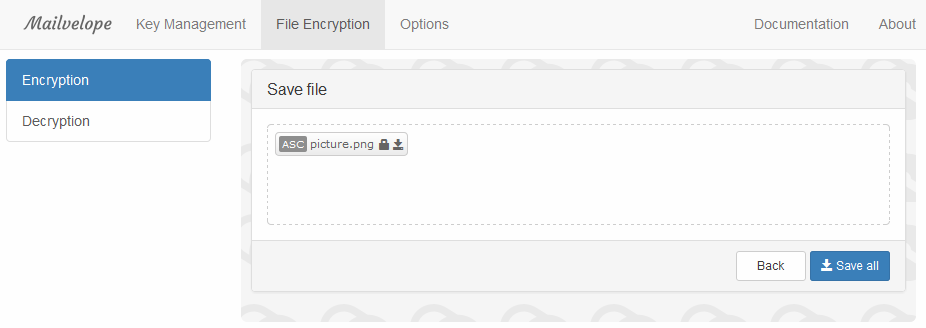 Mailvelope Key Management File Encryption Options Documentation About
Encryption
Decryption
Save file
ASC picture.png
Back Save all